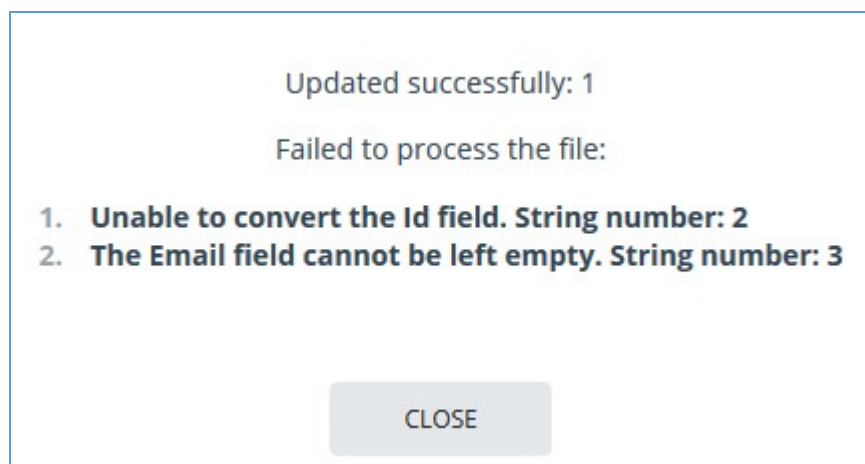 Updated successfully: 1
Failed to process the file:
1. Unable to convert the Id field. String number: 2
2. The Email field cannot be left empty. String number: 3
CLOSE